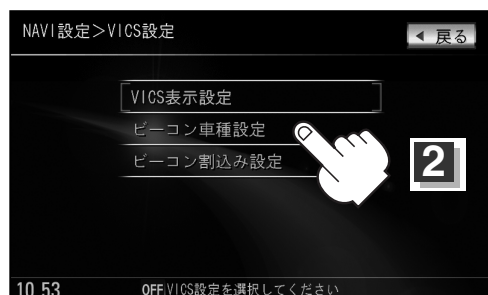 NAVI設定>VICS設定
◀ 戻る
VICS表示設定
ビーコン車種設定
ビーコン割込み設定
2
10 53 OFF VICS設定を選択してください